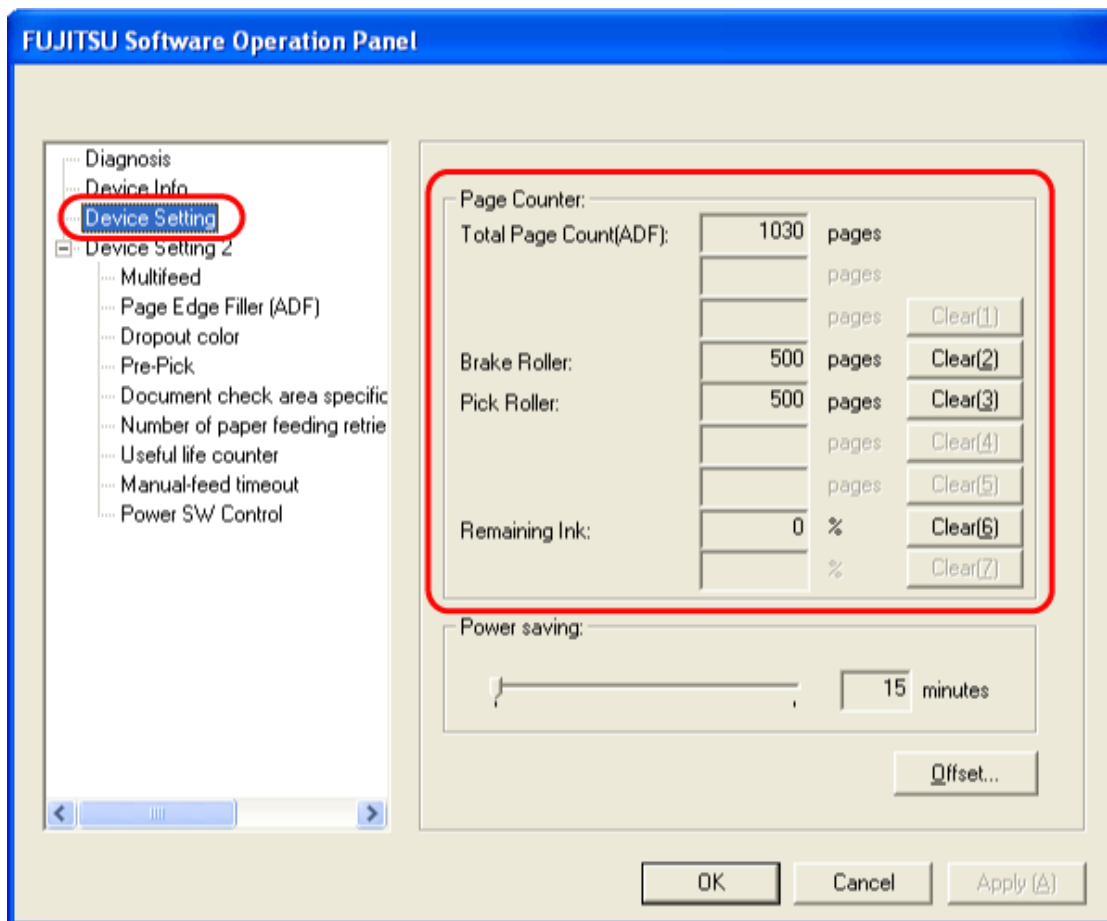 FUJITSU Software Operation Panel
Diagnosis
Device Info
Device Setting
Device Setting 2
Multifeed
Page Edge Filler (ADF)
Dropout color
Pre-Pick
Document check area specific
Number of paper feeding retrie
Useful life counter
Manual-feed timeout
Power SW Control
Page Counter:
Total Page Count(ADF): 1030 pages
pages
pages Clear(1)
Brake Roller: 500 pages Clear(2)
Pick Roller: 500 pages Clear(3)
pages Clear(4)
pages Clear(5)
Remaining Ink: 0 % Clear(6)
% Clear(7)
Power saving:
15 minutes
Offset...
OK Cancel Apply (A)